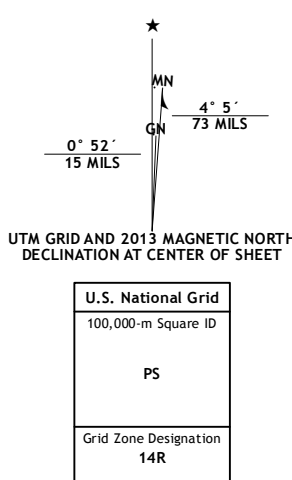 ★
MN
GN
4° 5´
73 MILS
0° 52´
15 MILS
UTM GRID AND 2013 MAGNETIC NORTH
DECLINATION AT CENTER OF SHEET
U.S. National Grid
100,000-m Square ID
PS
Grid Zone Designation
14R